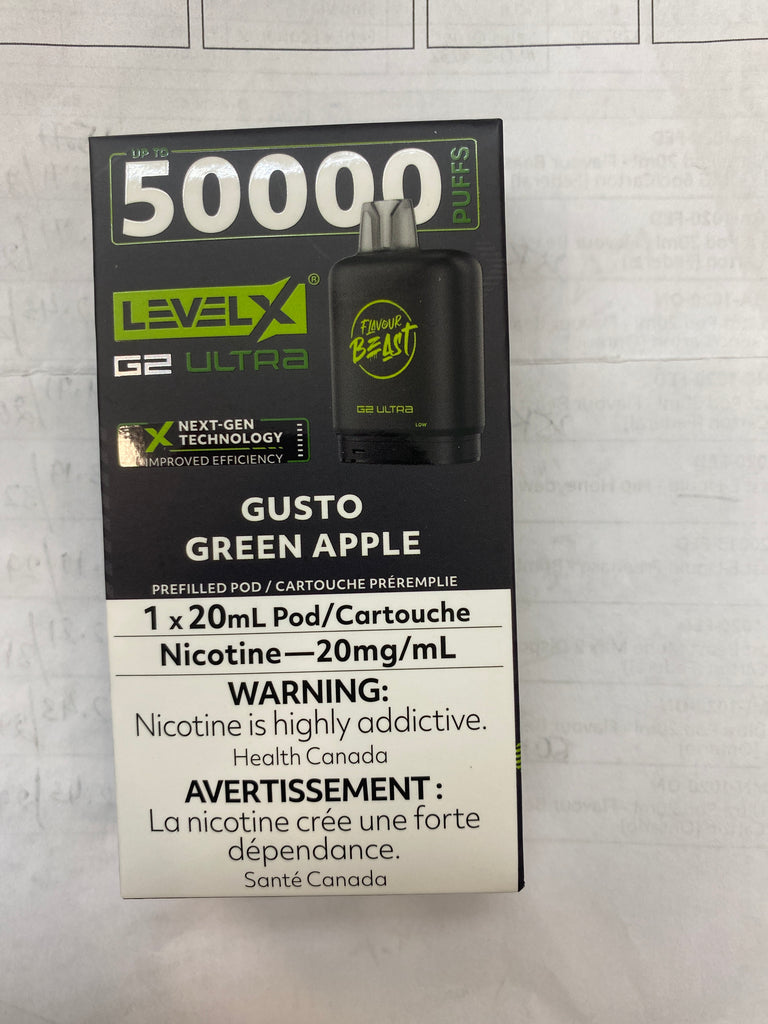 UP TO
50000
PUFFS
LEVELX®
G2 ULTRA
FLAVOUR
BEAST
G2 ULTRA
LOW
X NEXT-GEN
TECHNOLOGY
IMPROVED EFFICIENCY
GUSTO
GREEN APPLE
PREFILLED POD / CARTOUCHE PRÉREMPLIE
1 x 20mL Pod/Cartouche
Nicotine—20mg/mL
WARNING:
Nicotine is highly addictive.
Health Canada
AVERTISSEMENT :
La nicotine crée une forte
dépendance.
Santé Canada